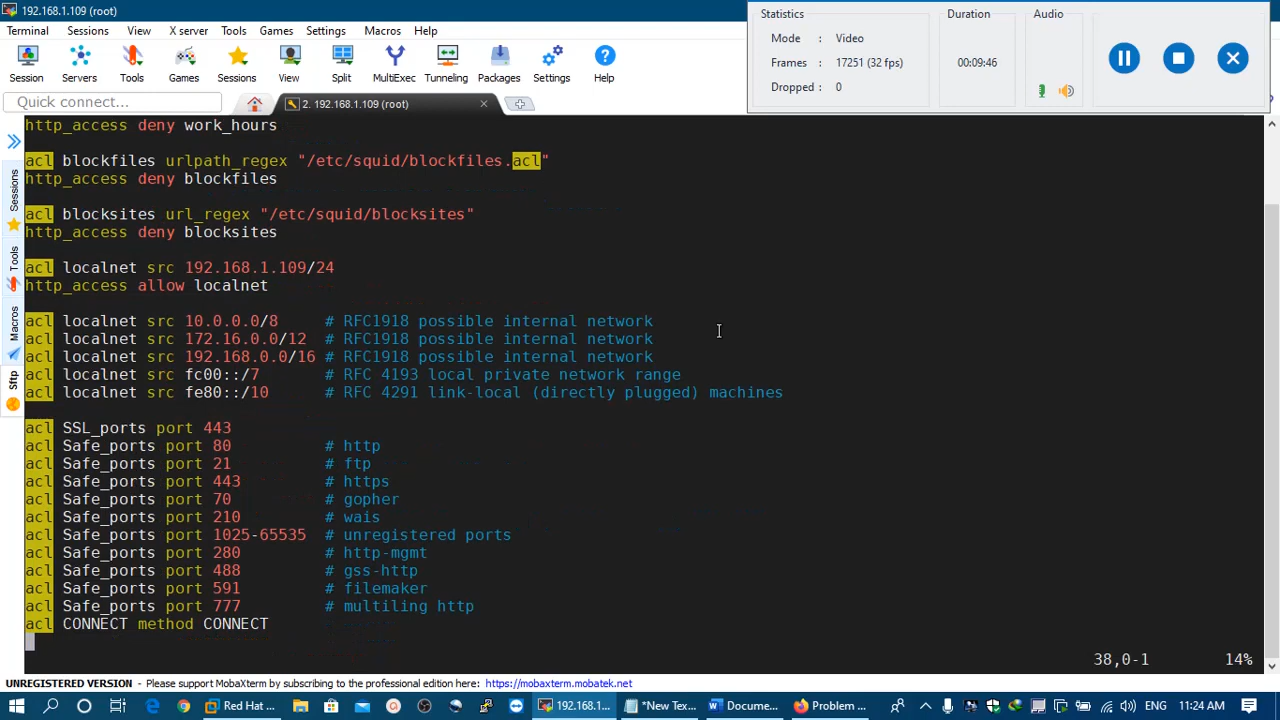 192.168.1.109 (root)
Terminal Sessions View X server Tools Games Settings Macros Help
Session Servers Tools Games Sessions View Split MultiExec Tunneling Packages Settings Help
Statistics Duration Audio
Mode : Video 00:09:46
Frames : 17251 (32 fps)
Dropped : 0
Quick connect...
2. 192.168.1.109 (root)
Sessions
Tools
Macros
Sftp
http_access deny work_hours
acl blockfiles urlpath_regex "/etc/squid/blockfiles.acl"
http_access deny blockfiles
acl blocksites url_regex "/etc/squid/blocksites"
http_access deny blocksites
acl localnet src 192.168.1.109/24
http_access allow localnet
acl localnet src 10.0.0.0/8 # RFC1918 possible internal network
acl localnet src 172.16.0.0/12 # RFC1918 possible internal network
acl localnet src 192.168.0.0/16 # RFC1918 possible internal network
acl localnet src fc00::/7 # RFC 4193 local private network range
acl localnet src fe80::/10 # RFC 4291 link-local (directly plugged) machines
acl SSL_ports port 443
acl Safe_ports port 80 # http
acl Safe_ports port 21 # ftp
acl Safe_ports port 443 # https
acl Safe_ports port 70 # gopher
acl Safe_ports port 210 # wais
acl Safe_ports port 1025-65535 # unregistered ports
acl Safe_ports port 280 # http-mgmt
acl Safe_ports port 488 # gss-http
acl Safe_ports port 591 # filemaker
acl Safe_ports port 777 # multiling http
acl CONNECT method CONNECT
38,0-1 14%
UNREGISTERED VERSION - Please support MobaXterm by subscribing to the professional edition here: https://mobaxterm.mobatek.net
Red Hat ... 192.168.1... *New Tex... Docume... Problem ... ENG 11:24 AM